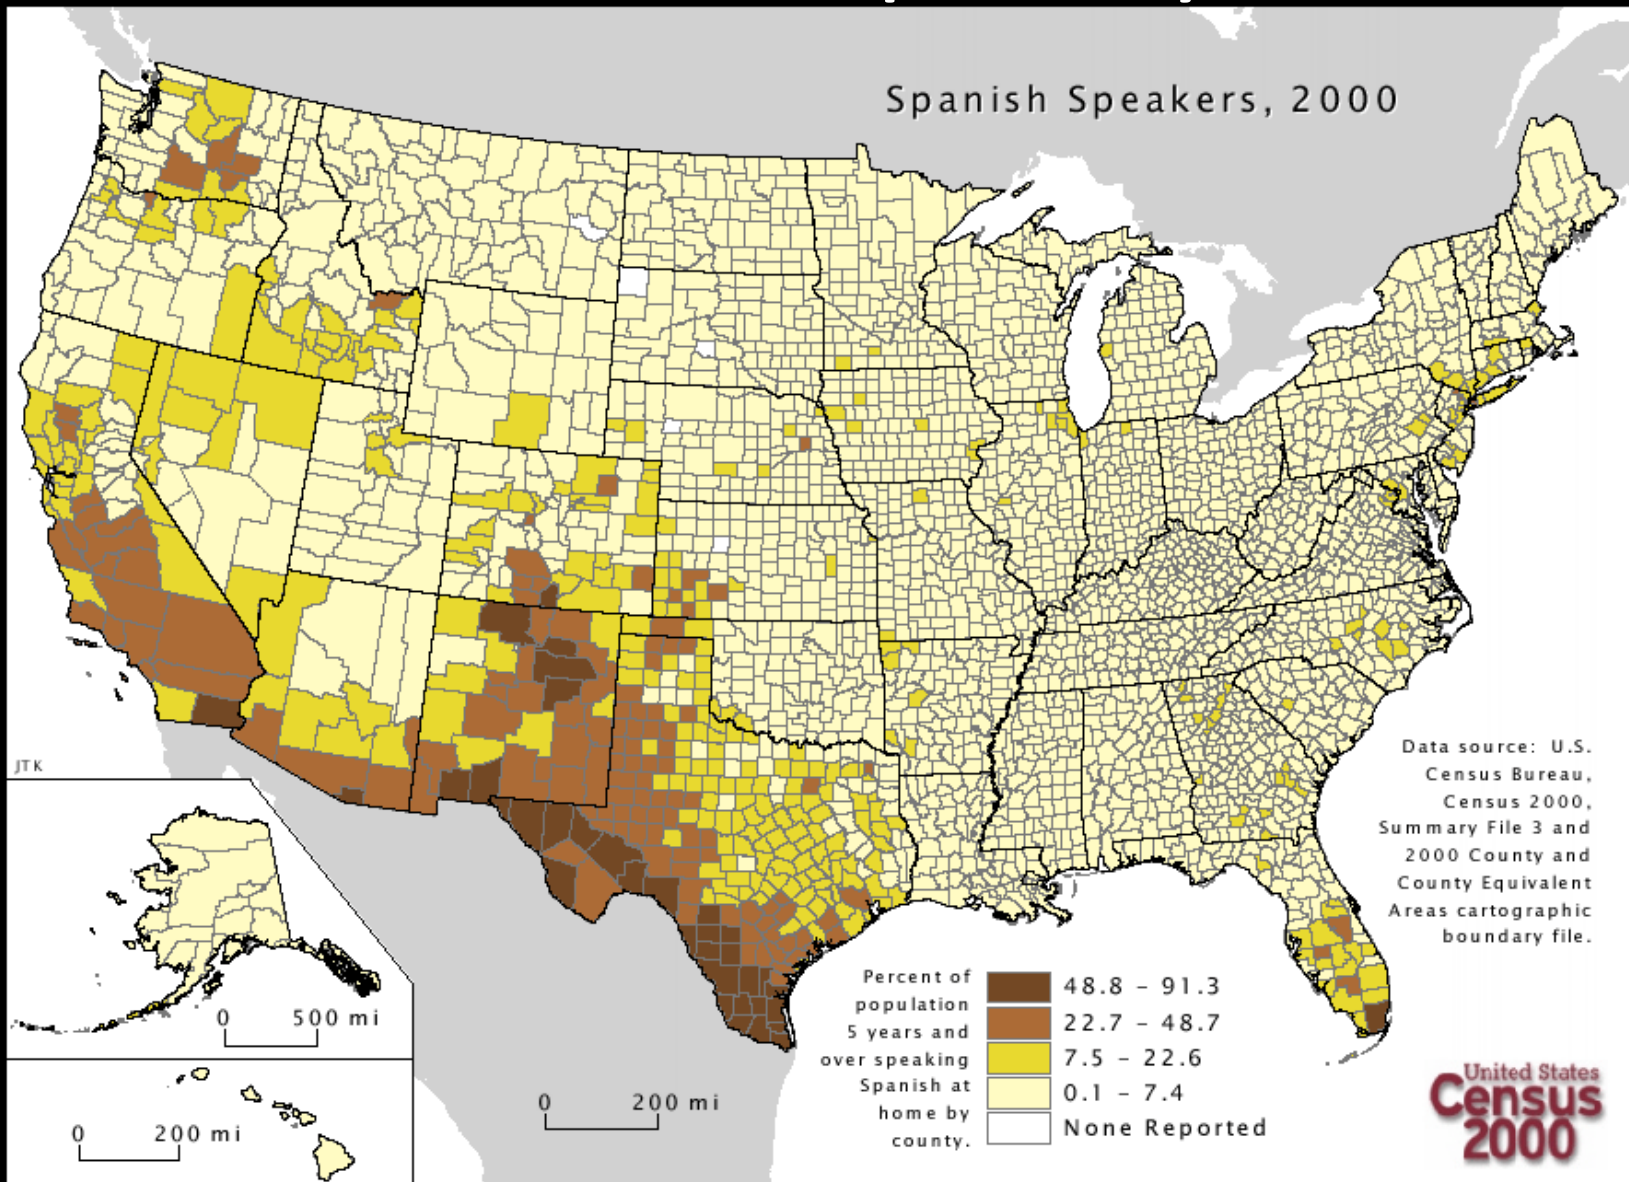 Spanish Speakers, 2000
Data source: U.S.
Census Bureau,
Census 2000,
Summary File 3 and
2000 County and
County Equivalent
Areas cartographic
boundary file.
JTK
0 500 mi
0 200 mi
0 200 mi
Percent of
population
5 years and
over speaking
Spanish at
home by
county.
48.8 – 91.3
22.7 – 48.7
7.5 – 22.6
0.1 – 7.4
None Reported
United States
Census
2000